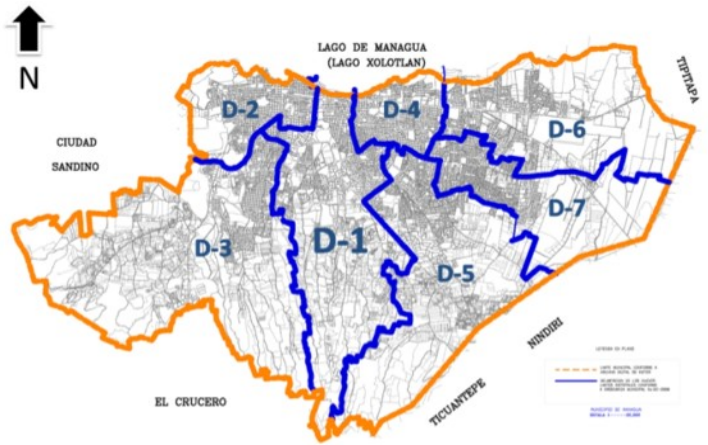 N
LAGO DE MANAGUA
(LAGO XOLOTLAN)
TIPITAPA
CIUDAD
SANDINO
D-2
D-4
D-6
D-3
D-1
D-5
D-7
NINDIRI
TICUANTEPE
EL CRUCERO